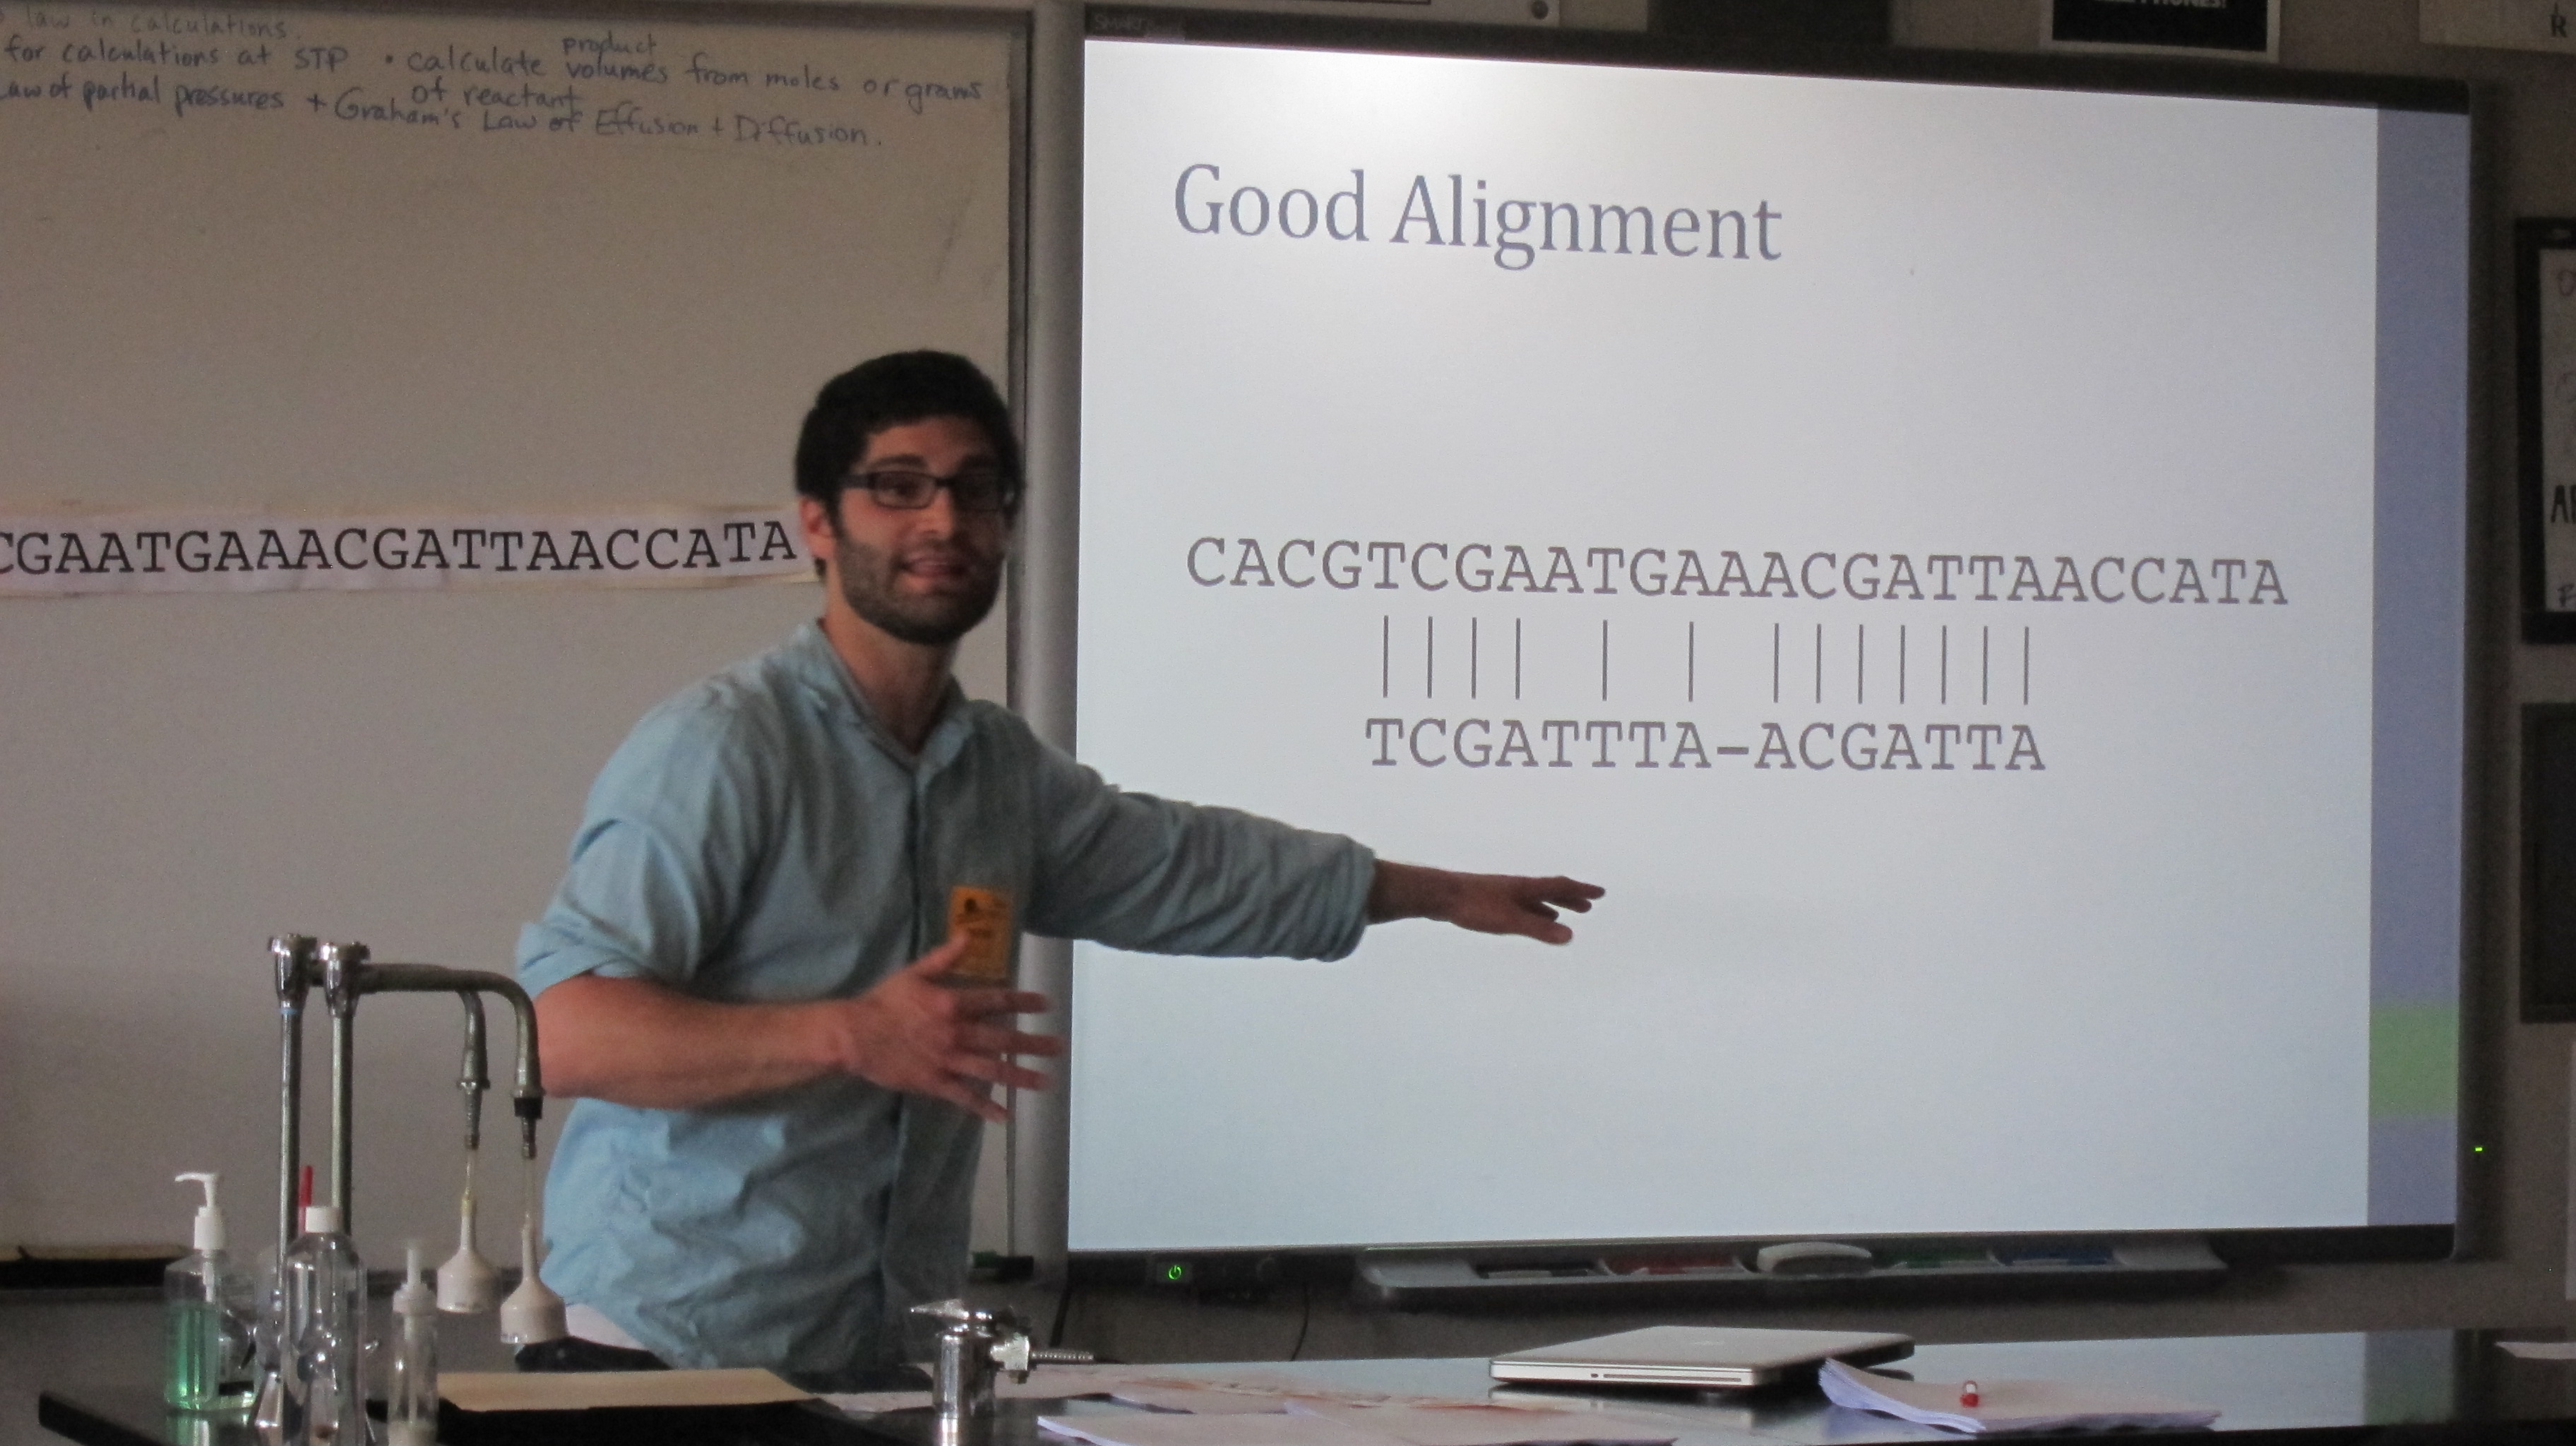 law in calculations.
for calculations at STP • calculate product volumes from moles or grams
of reactant
Law of partial pressures + Graham's Law of Effusion + Diffusion.
SMART
Good Alignment
CGAATGAAACGATTAACCATA
CACGTCGAATGAAACGATTAACCATA
|||| | | |||||||
TCGATTTA–ACGATTA